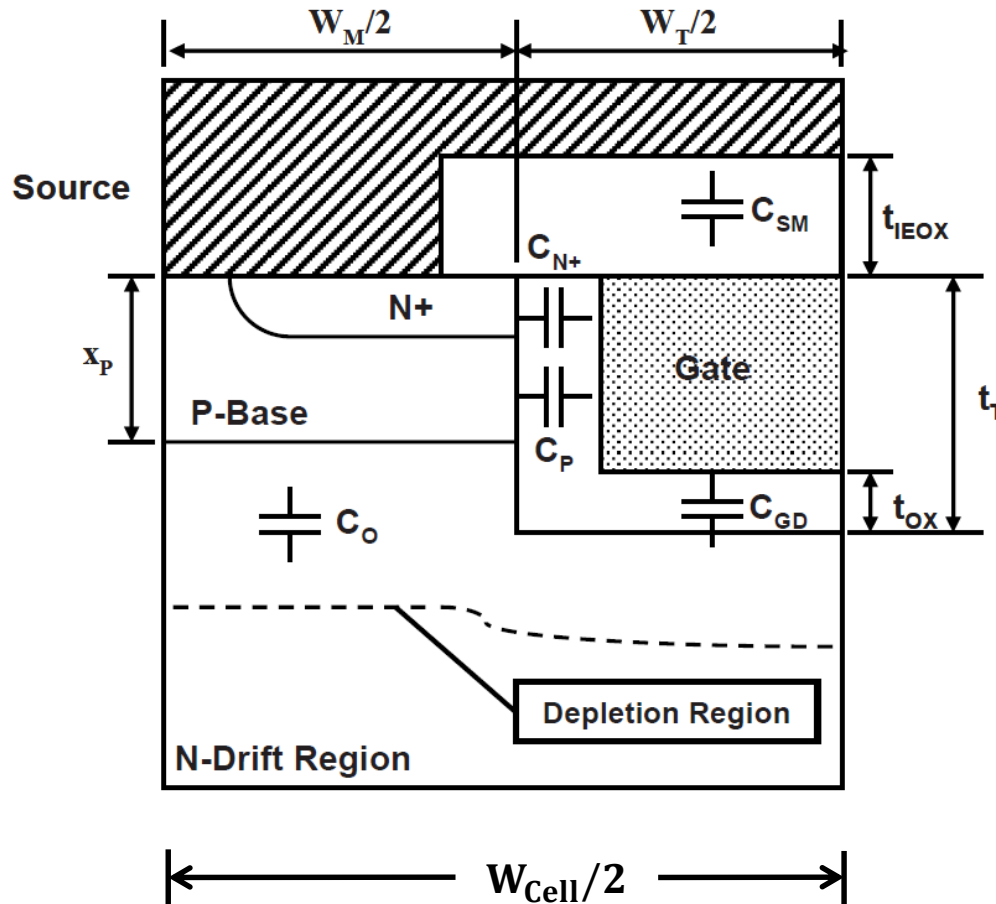 W_M/2
W_T/2
Source
C_SM
t_IEOX
C_N+
N+
x_P
Gate
P-Base
C_P
t_T
C_O
C_GD
t_OX
Depletion Region
N-Drift Region
W_Cell/2